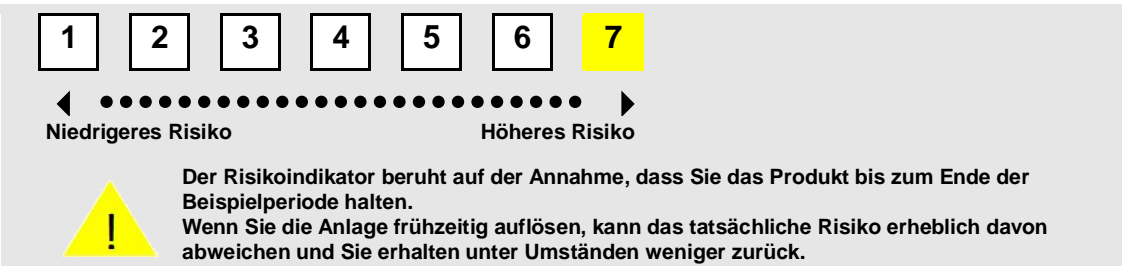 1 2 3 4 5 6 7
Niedrigeres Risiko Höheres Risiko
Der Risikoindikator beruht auf der Annahme, dass Sie das Produkt bis zum Ende der
Beispielperiode halten.
Wenn Sie die Anlage frühzeitig auflösen, kann das tatsächliche Risiko erheblich davon
abweichen und Sie erhalten unter Umständen weniger zurück.
!